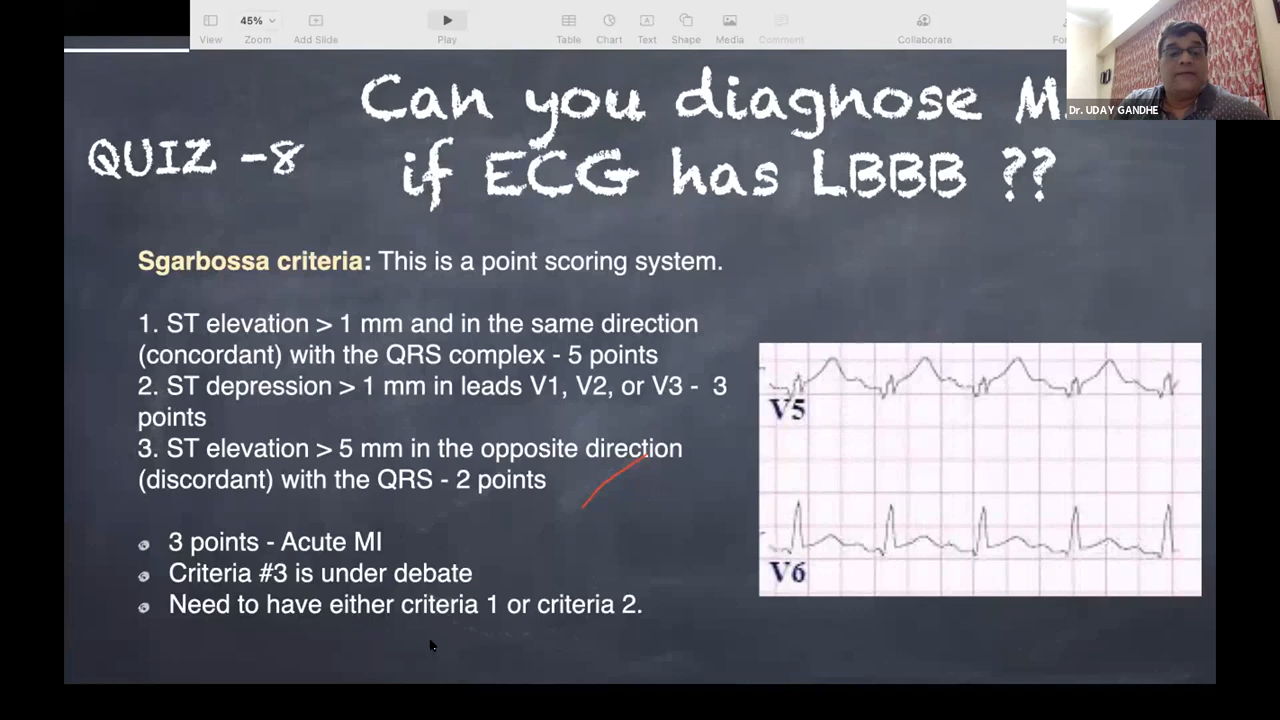 45%
View
Zoom
Add Slide
Play
Table
Chart
Text
Shape
Media
Comment
Collaborate
Dr. UDAY GANDHE
Can you diagnose
QUIZ -8
if ECG has LBBB ??
Sgarbossa criteria: This is a point scoring system.
1. ST elevation > 1 mm and in the same direction
(concordant) with the QRS complex - 5 points
2. ST depression > 1 mm in leads V1, V2, or V3 - 3
points
3. ST elevation > 5 mm in the opposite direction
(discordant) with the QRS - 2 points
3 points - Acute MI
Criteria #3 is under debate
Need to have either criteria 1 or criteria 2.
V5
V6